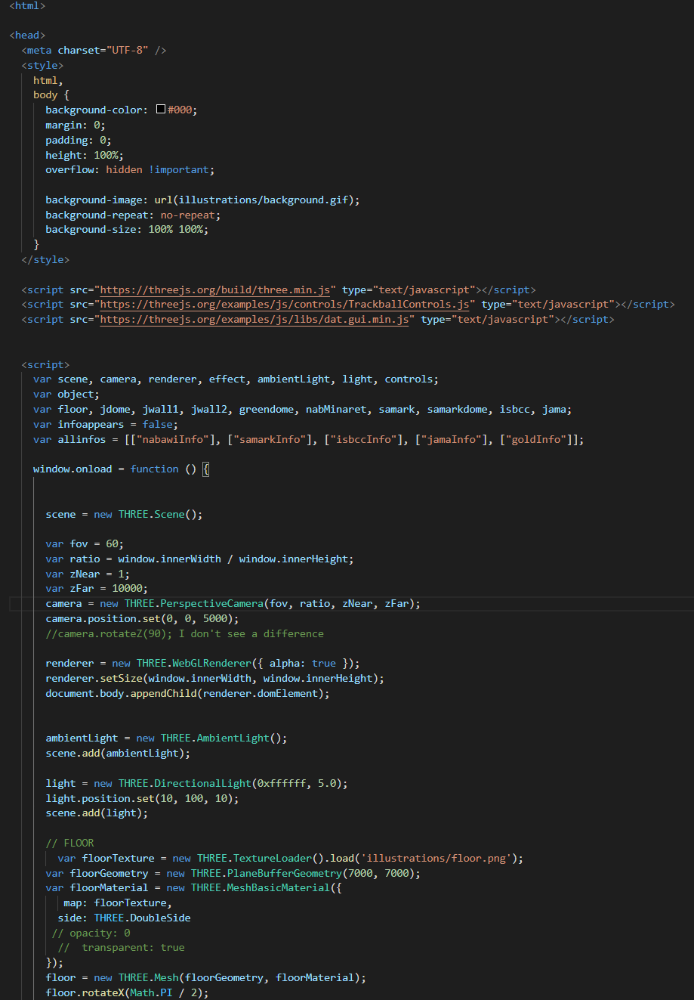 <html>
<head>
<meta charset="UTF-8" />
<style>
html,
body {
background-color: #000;
margin: 0;
padding: 0;
height: 100%;
overflow: hidden !important;
background-image: url(illustrations/background.gif);
background-repeat: no-repeat;
background-size: 100% 100%;
}
</style>
<script src="https://threejs.org/build/three.min.js" type="text/javascript"></script>
<script src="https://threejs.org/examples/js/controls/TrackballControls.js" type="text/javascript"></script>
<script src="https://threejs.org/examples/js/libs/dat.gui.min.js" type="text/javascript"></script>
<script>
var scene, camera, renderer, effect, ambientLight, light, controls;
var object;
var floor, jdome, jwall1, jwall2, greendome, nabMinaret, samark, samarkdome, isbcc, jama;
var infoappears = false;
var allinfos = [["nabawiInfo"], ["samarkInfo"], ["isbccInfo"], ["jamaInfo"], ["goldInfo"]];
window.onload = function () {
scene = new THREE.Scene();
var fov = 60;
var ratio = window.innerWidth / window.innerHeight;
var zNear = 1;
var zFar = 10000;
camera = new THREE.PerspectiveCamera(fov, ratio, zNear, zFar);
camera.position.set(0, 0, 5000);
//camera.rotateZ(90); I don't see a difference
renderer = new THREE.WebGLRenderer({ alpha: true });
renderer.setSize(window.innerWidth, window.innerHeight);
document.body.appendChild(renderer.domElement);
ambientLight = new THREE.AmbientLight();
scene.add(ambientLight);
light = new THREE.DirectionalLight(0xffffff, 5.0);
light.position.set(10, 100, 10);
scene.add(light);
// FLOOR
var floorTexture = new THREE.TextureLoader().load('illustrations/floor.png');
var floorGeometry = new THREE.PlaneBufferGeometry(7000, 7000);
var floorMaterial = new THREE.MeshBasicMaterial({
map: floorTexture,
side: THREE.DoubleSide
// opacity: 0
// transparent: true
});
floor = new THREE.Mesh(floorGeometry, floorMaterial);
floor.rotateX(Math.PI / 2);